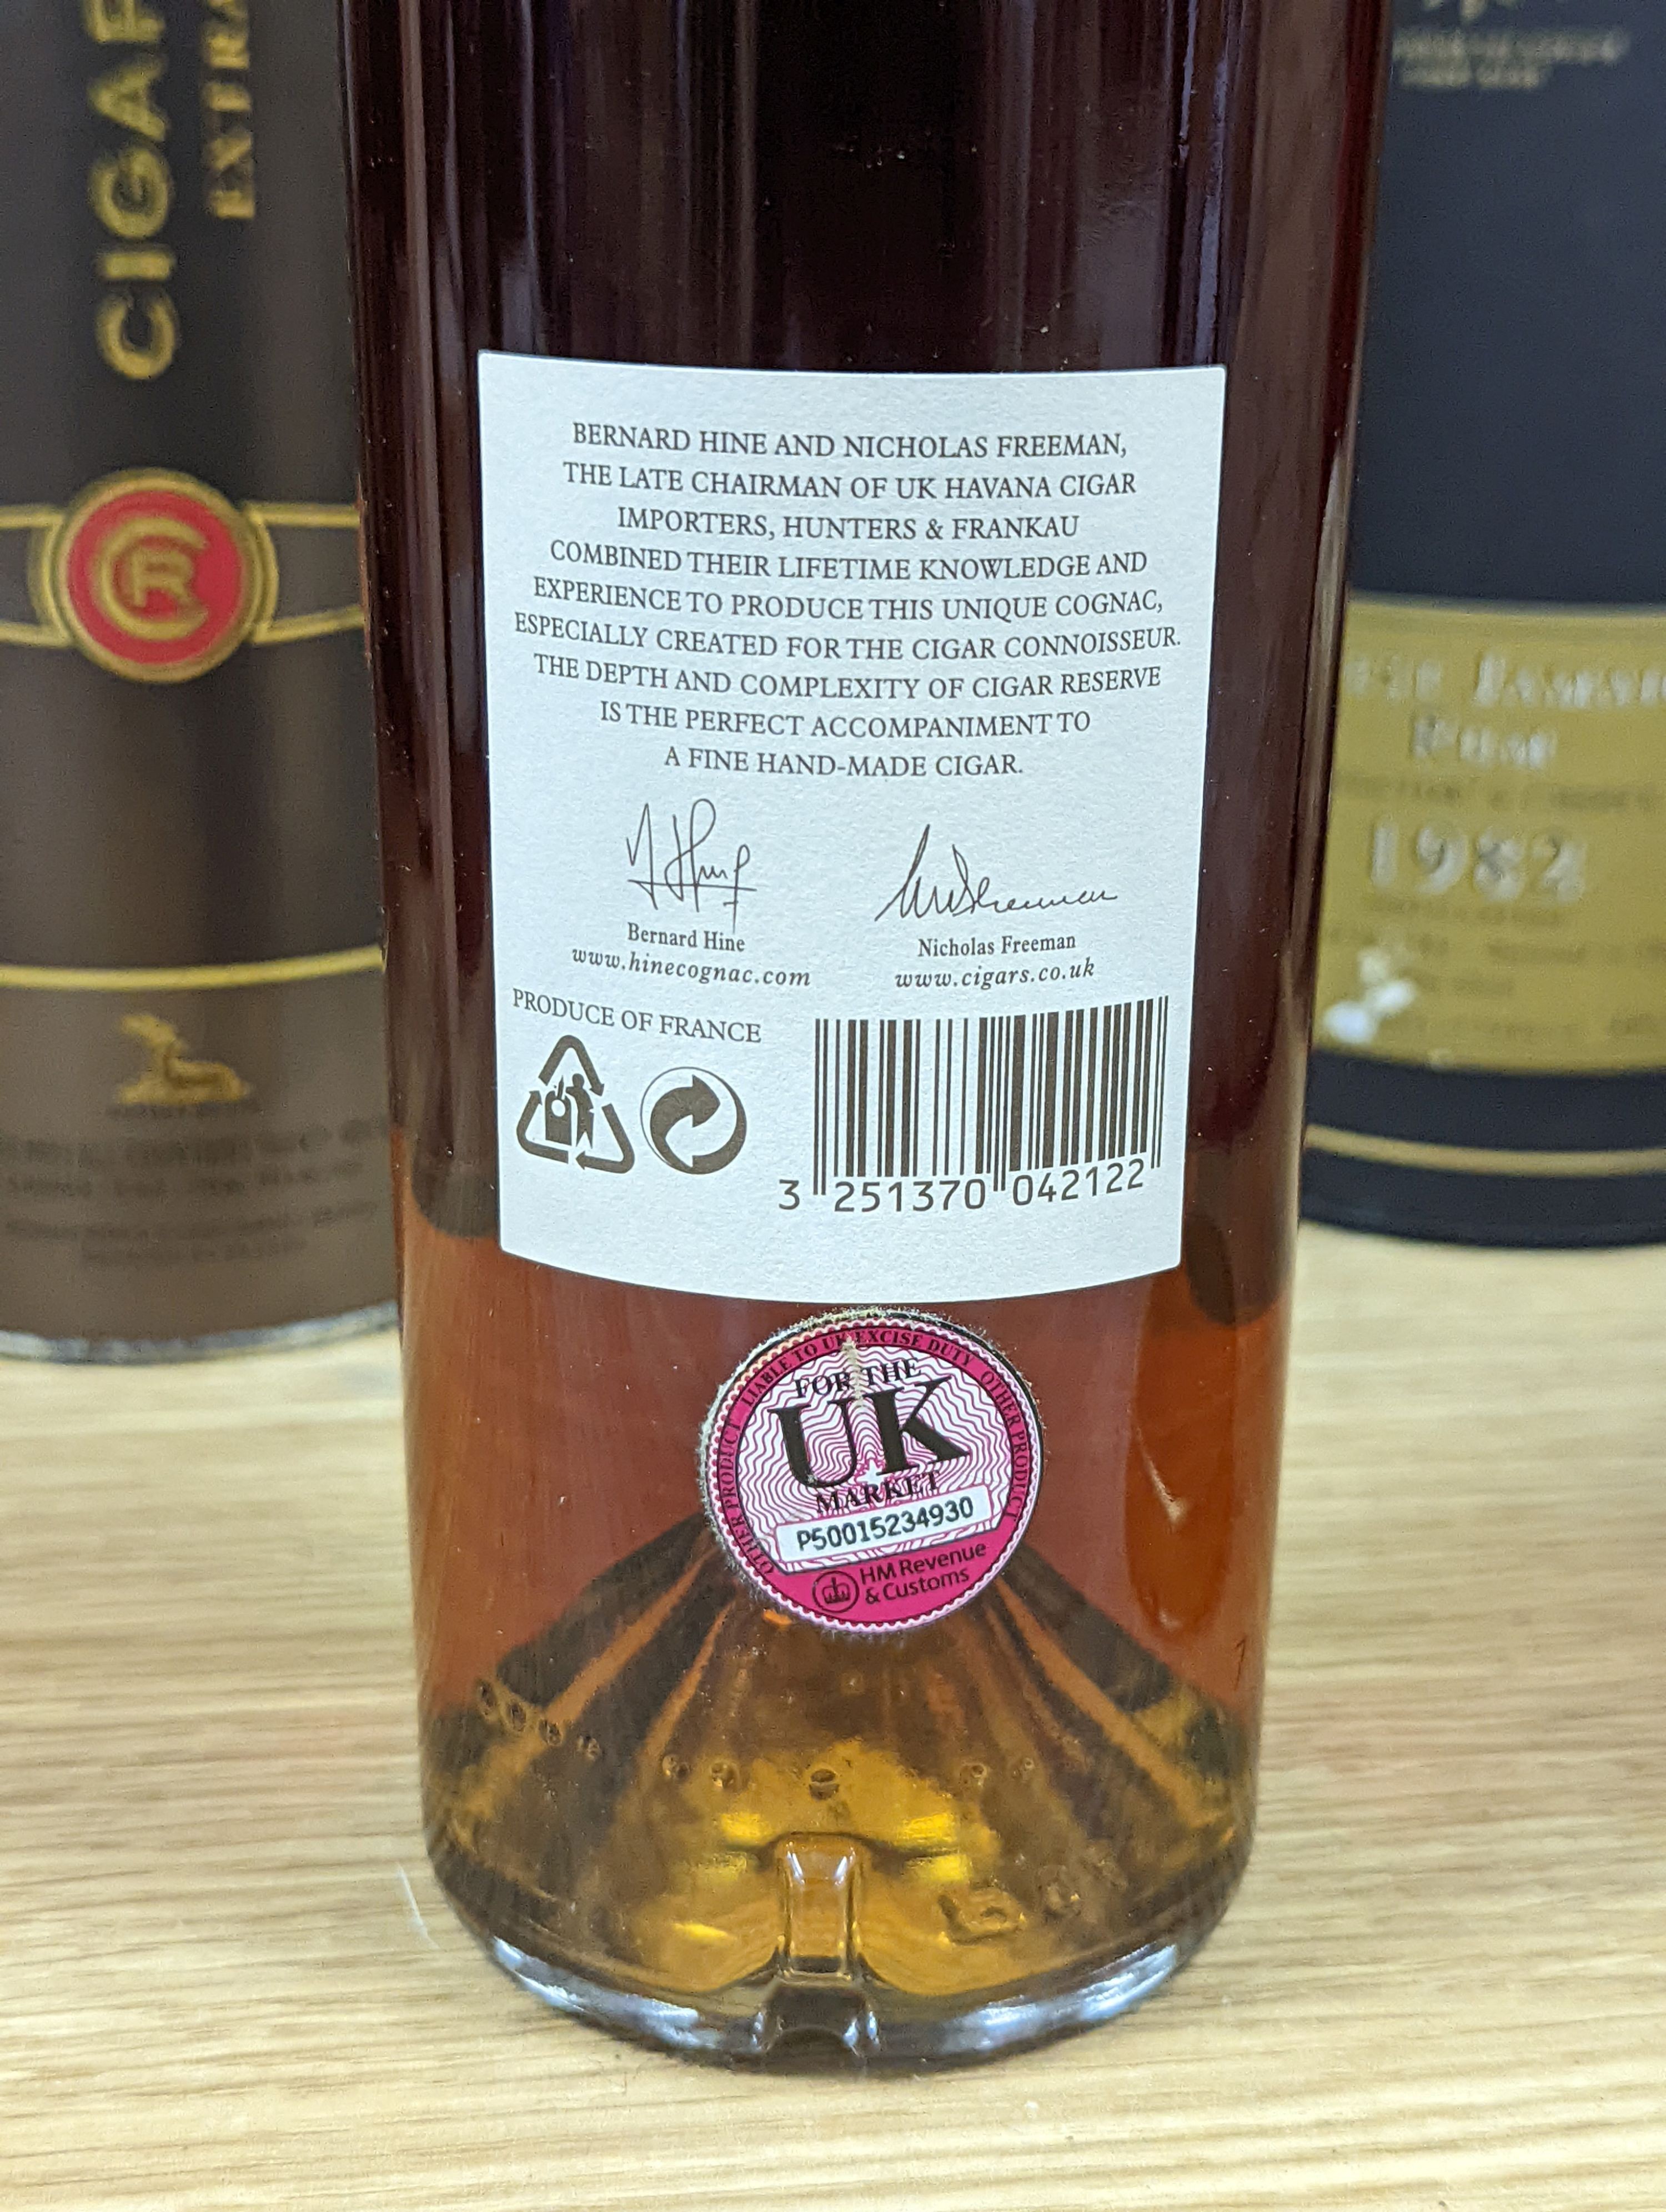 CIGAR
EXTRA
CR
BERNARD HINE AND NICHOLAS FREEMAN,
THE LATE CHAIRMAN OF UK HAVANA CIGAR
IMPORTERS, HUNTERS & FRANKAU
COMBINED THEIR LIFETIME KNOWLEDGE AND
EXPERIENCE TO PRODUCE THIS UNIQUE COGNAC,
ESPECIALLY CREATED FOR THE CIGAR CONNOISSEUR.
THE DEPTH AND COMPLEXITY OF CIGAR RESERVE
IS THE PERFECT ACCOMPANIMENT TO
A FINE HAND-MADE CIGAR.
Bernard Hine
www.hinecognac.com
Nicholas Freeman
www.cigars.co.uk
PRODUCE OF FRANCE
3 251370 042122
OTHER PRODUCT LIABLE TO UK EXCISE DUTY OTHER PRODUCT
FOR THE
UK
MARKET
P50015234930
HM Revenue
& Customs
1982